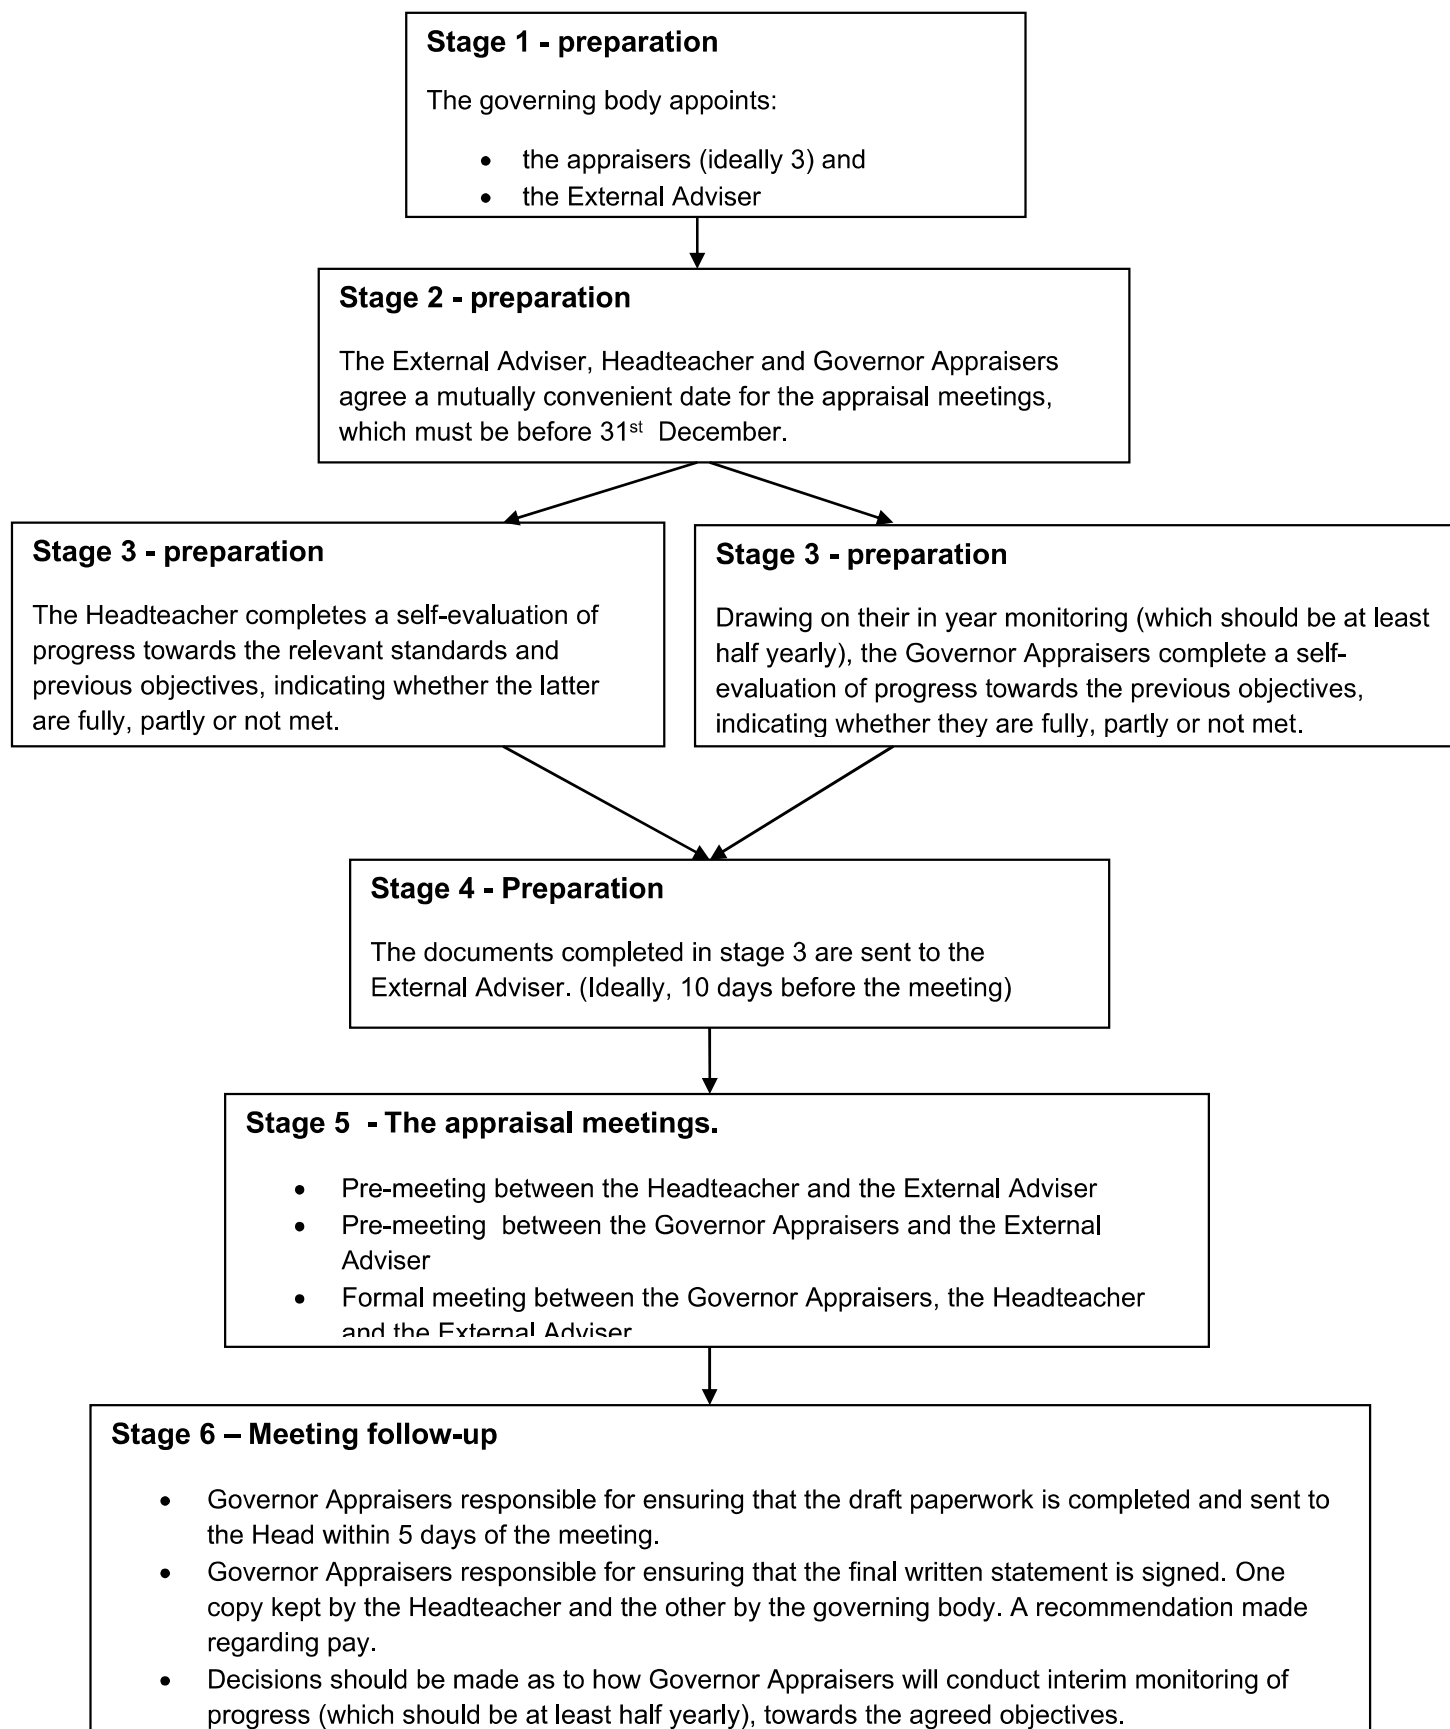 Stage 1 - preparation
The governing body appoints:
• the appraisers (ideally 3) and
• the External Adviser
Stage 2 - preparation
The External Adviser, Headteacher and Governor Appraisers
agree a mutually convenient date for the appraisal meetings,
which must be before 31st December.
Stage 3 - preparation
The Headteacher completes a self-evaluation of
progress towards the relevant standards and
previous objectives, indicating whether the latter
are fully, partly or not met.
Stage 3 - preparation
Drawing on their in year monitoring (which should be at least
half yearly), the Governor Appraisers complete a self-
evaluation of progress towards the previous objectives,
indicating whether they are fully, partly or not met.
Stage 4 - Preparation
The documents completed in stage 3 are sent to the
External Adviser. (Ideally, 10 days before the meeting)
Stage 5 - The appraisal meetings.
• Pre-meeting between the Headteacher and the External Adviser
• Pre-meeting between the Governor Appraisers and the External
Adviser
• Formal meeting between the Governor Appraisers, the Headteacher
and the External Adviser
Stage 6 – Meeting follow-up
• Governor Appraisers responsible for ensuring that the draft paperwork is completed and sent to
the Head within 5 days of the meeting.
• Governor Appraisers responsible for ensuring that the final written statement is signed. One
copy kept by the Headteacher and the other by the governing body. A recommendation made
regarding pay.
• Decisions should be made as to how Governor Appraisers will conduct interim monitoring of
progress (which should be at least half yearly), towards the agreed objectives.